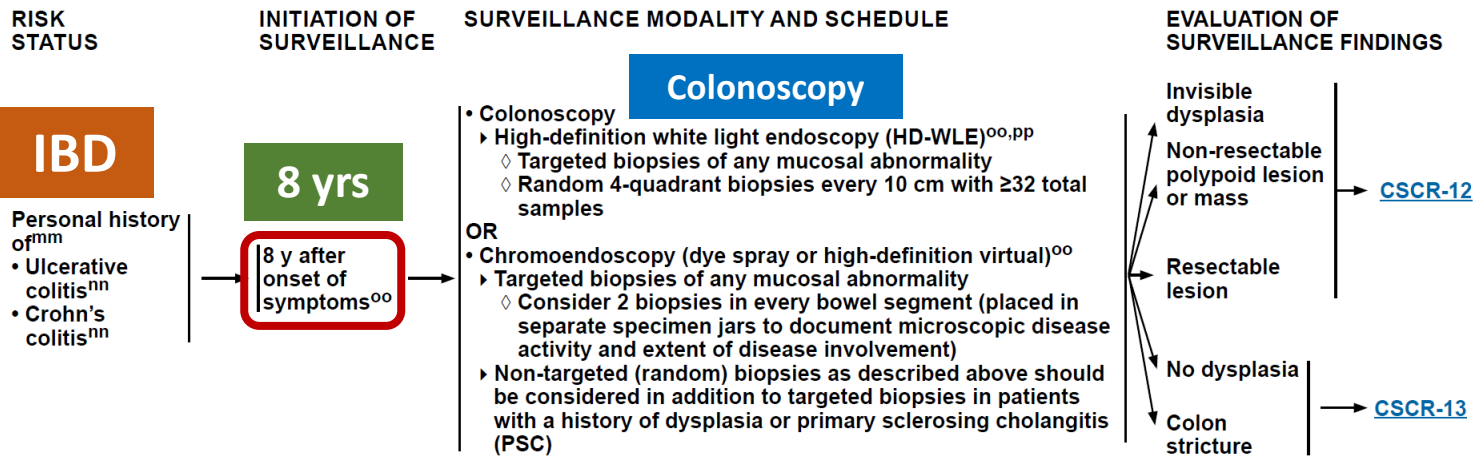 RISK
STATUS
INITIATION OF
SURVEILLANCE
SURVEILLANCE MODALITY AND SCHEDULE
EVALUATION OF
SURVEILLANCE FINDINGS
IBD
Personal history
of^mm
• Ulcerative
colitis^nn
• Crohn's
colitis^nn
8 yrs
8 y after
onset of
symptoms^oo
Colonoscopy
• Colonoscopy
▸ High-definition white light endoscopy (HD-WLE)^oo,pp
◊ Targeted biopsies of any mucosal abnormality
◊ Random 4-quadrant biopsies every 10 cm with ≥32 total
samples
OR
• Chromoendoscopy (dye spray or high-definition virtual)^oo
▸ Targeted biopsies of any mucosal abnormality
◊ Consider 2 biopsies in every bowel segment (placed in
separate specimen jars to document microscopic disease
activity and extent of disease involvement)
▸ Non-targeted (random) biopsies as described above should
be considered in addition to targeted biopsies in patients
with a history of dysplasia or primary sclerosing cholangitis
(PSC)
Invisible
dysplasia
Non-resectable
polypoid lesion
or mass
Resectable
lesion
CSCR-12
No dysplasia
Colon
stricture
CSCR-13